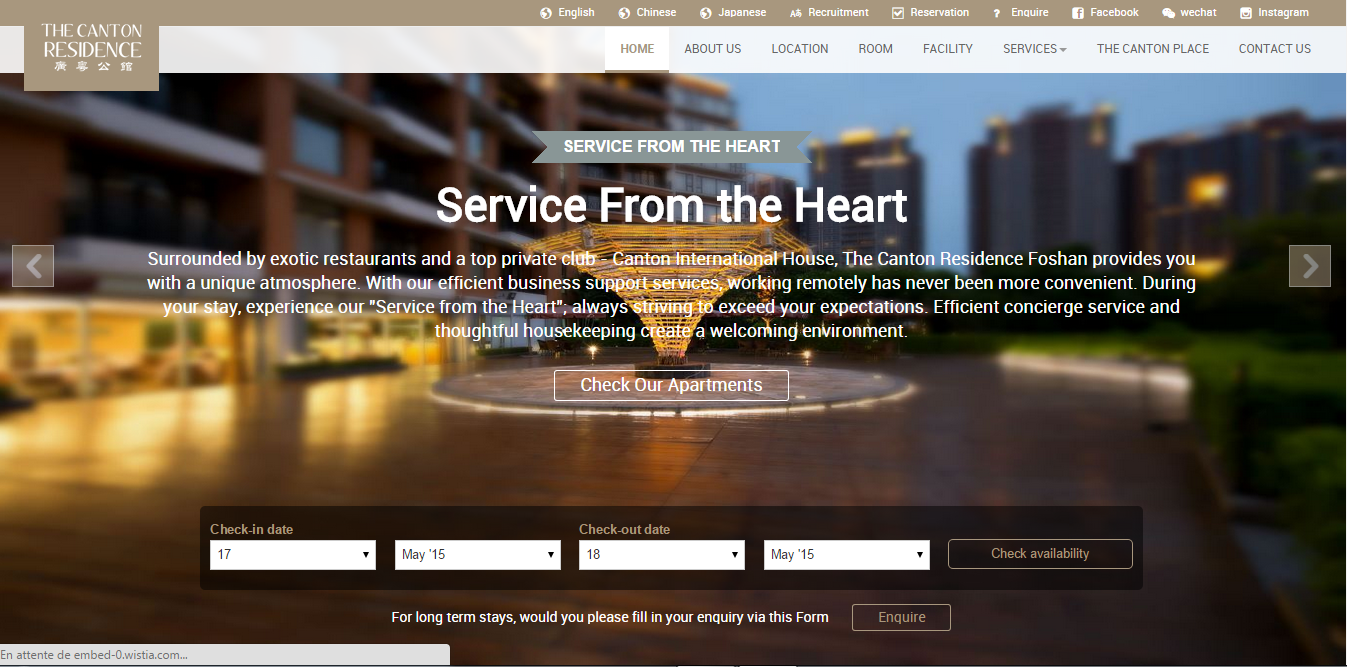 English Chinese Japanese Recruitment Reservation ? Enquire Facebook wechat Instagram
THE CANTON
RESIDENCE
廣粵公館
HOME ABOUT US LOCATION ROOM FACILITY SERVICES THE CANTON PLACE CONTACT US
SERVICE FROM THE HEART
Service From the Heart
Surrounded by exotic restaurants and a top private club - Canton International House, The Canton Residence Foshan provides you
with a unique atmosphere. With our efficient business support services, working remotely has never been more convenient. During
your stay, experience our "Service from the Heart"; always striving to exceed your expectations. Efficient concierge service and
thoughtful housekeeping create a welcoming environment.
Check Our Apartments
Check-in date Check-out date
17 May '15 18 May '15 Check availability
For long term stays, would you please fill in your enquiry via this Form Enquire
En attente de embed-0.wistia.com...